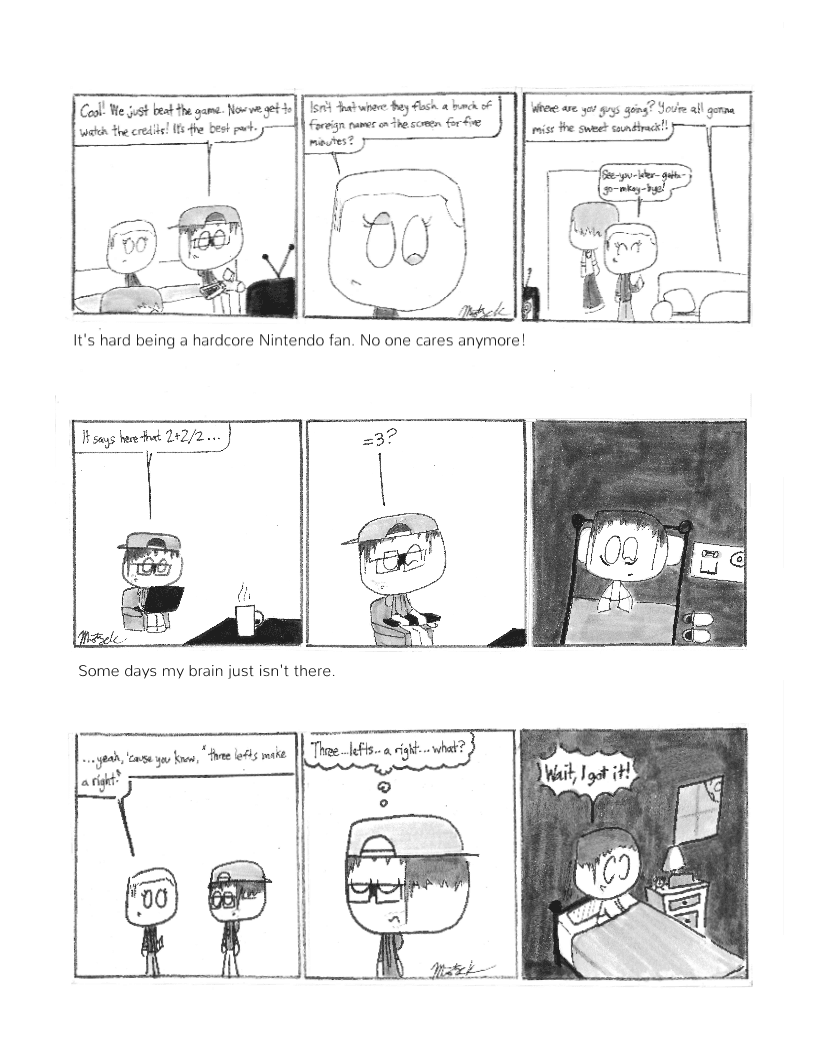 Cool! We just beat the game. Now we get to
watch the credits! It's the best part.
Isn't that where they flash a bunch of
foreign names on the screen for five
minutes?
Where are you guys going? You're all gonna
miss the sweet soundtrack!!
See-you-later-gotta-
go-mkay-bye!
It's hard being a hardcore Nintendo fan. No one cares anymore!
It says here that 2+2/2...
=3?
Some days my brain just isn't there.
...yeah, 'cause you know, "three lefts make
a right."
Three...lefts...a right...what?
Wait, I got it!